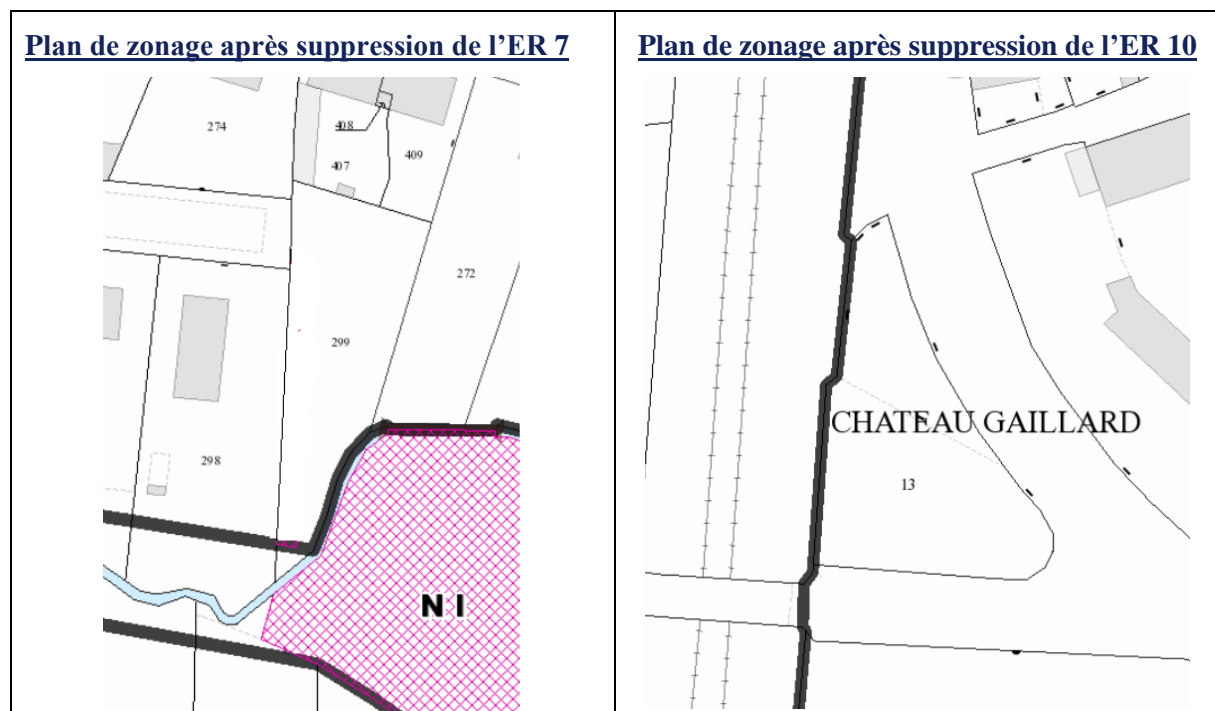 Plan de zonage après suppression de l’ER 7
274
408
407
409
272
299
298
N I
Plan de zonage après suppression de l’ER 10
CHATEAU GAILLARD
13